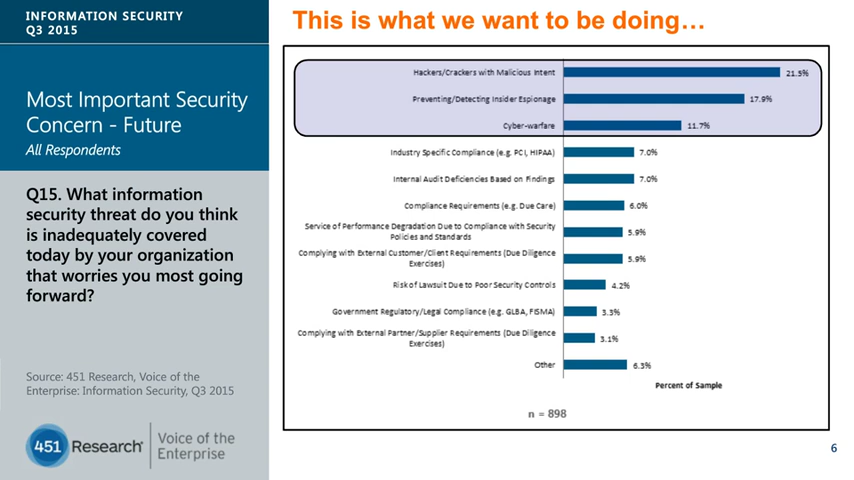 INFORMATION SECURITY
Q3 2015
This is what we want to be doing…
Most Important Security
Concern - Future
All Respondents
Q15. What information
security threat do you think
is inadequately covered
today by your organization
that worries you most going
forward?
Source: 451 Research, Voice of the
Enterprise: Information Security, Q3 2015
451 Research®
Voice of the
Enterprise
Hackers/Crackers with Malicious Intent 21.5%
Preventing/Detecting Insider Espionage 17.9%
Cyber-warfare 11.7%
Industry Specific Compliance (e.g. PCI, HIPAA) 7.0%
Internal Audit Deficiencies Based on Findings 7.0%
Compliance Requirements (e.g. Due Care) 6.0%
Service of Performance Degradation Due to Compliance with Security
Policies and Standards 5.9%
Complying with External Customer/Client Requirements (Due Diligence
Exercises) 5.9%
Risk of Lawsuit Due to Poor Security Controls 4.2%
Government Regulatory/Legal Compliance (e.g. GLBA, FISMA) 3.3%
Complying with External Partner/Supplier Requirements (Due Diligence
Exercises) 3.1%
Other 6.3%
Percent of Sample
n = 898
6